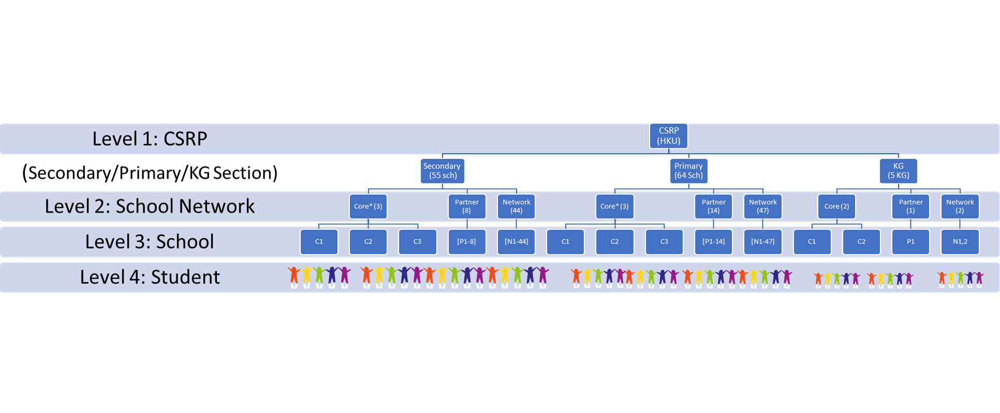 Level 1: CSRP
CSRP
(HKU)
(Secondary/Primary/KG Section)
Secondary
(55 sch)
Primary
(64 Sch)
KG
(5 KG)
Level 2: School Network
Core* (3)
Partner
(8)
Network
(44)
Core* (3)
Partner
(14)
Network
(47)
Core (2)
Partner
(1)
Network
(2)
Level 3: School
C1
C2
C3
[P1-8]
[N1-44]
C1
C2
C3
[P1-14]
[N1-47]
C1
C2
P1
N1,2
Level 4: Student